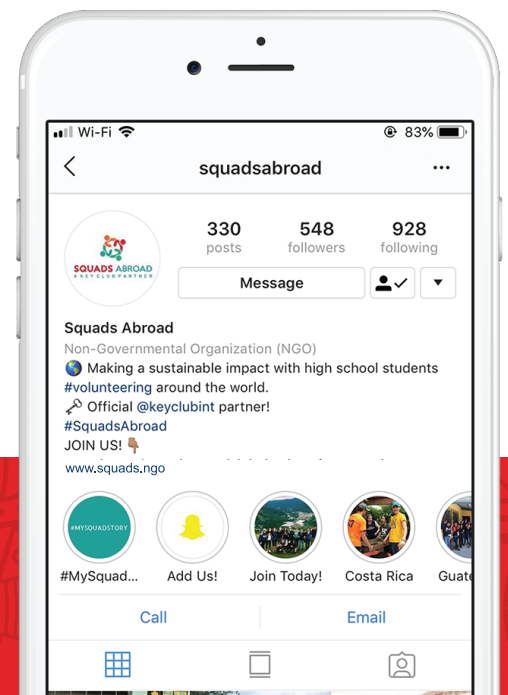 Wi-Fi 83%
squadsabroad
330 548 928
posts followers following
SQUADS ABROAD
A KEY CLUB PARTNER
Message
Squads Abroad
Non-Governmental Organization (NGO)
Making a sustainable impact with high school students
#volunteering around the world.
Official @keyclubint partner!
#SquadsAbroad
JOIN US!
www.squads.ngo
#MYSQUADSTORY
#MySquad... Add Us! Join Today! Costa Rica Guate
Call Email